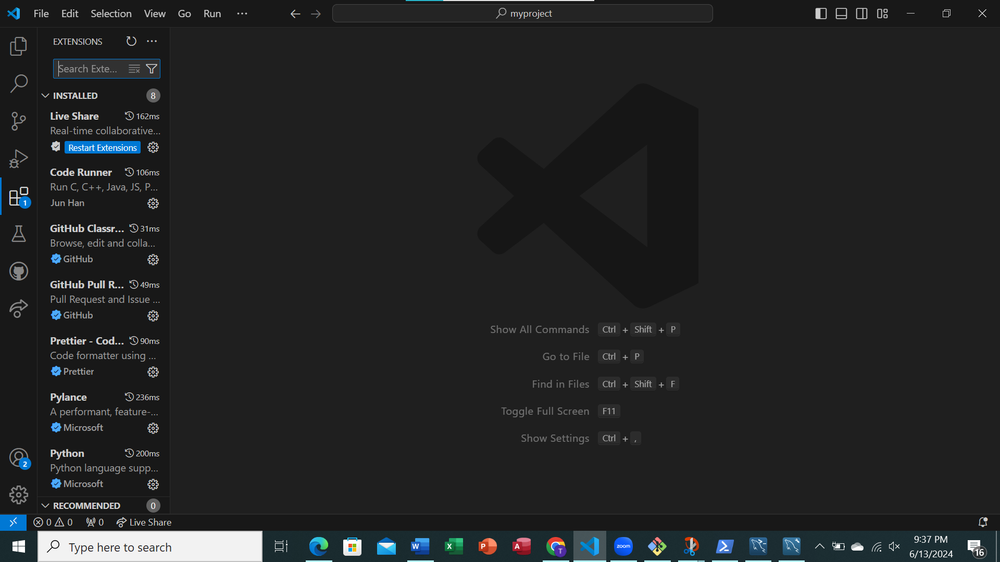 File Edit Selection View Go Run ... myproject
EXTENSIONS
Search Exte...
INSTALLED 8
Live Share 162ms
Real-time collaborative...
Restart Extensions
Code Runner 106ms
Run C, C++, Java, JS, P...
Jun Han
1
GitHub Classr... 31ms
Browse, edit and colla...
GitHub
GitHub Pull R... 49ms
Pull Request and Issue ...
GitHub
Prettier - Cod... 90ms
Code formatter using ...
Prettier
Pylance 236ms
A performant, feature-...
Microsoft
Python 200ms
Python language supp...
Microsoft
2
RECOMMENDED 0
Show All Commands Ctrl + Shift + P
Go to File Ctrl + P
Find in Files Ctrl + Shift + F
Toggle Full Screen F11
Show Settings Ctrl + ,
0 0 0 Live Share
Type here to search
W X P A T zoom
9:37 PM
6/13/2024
16